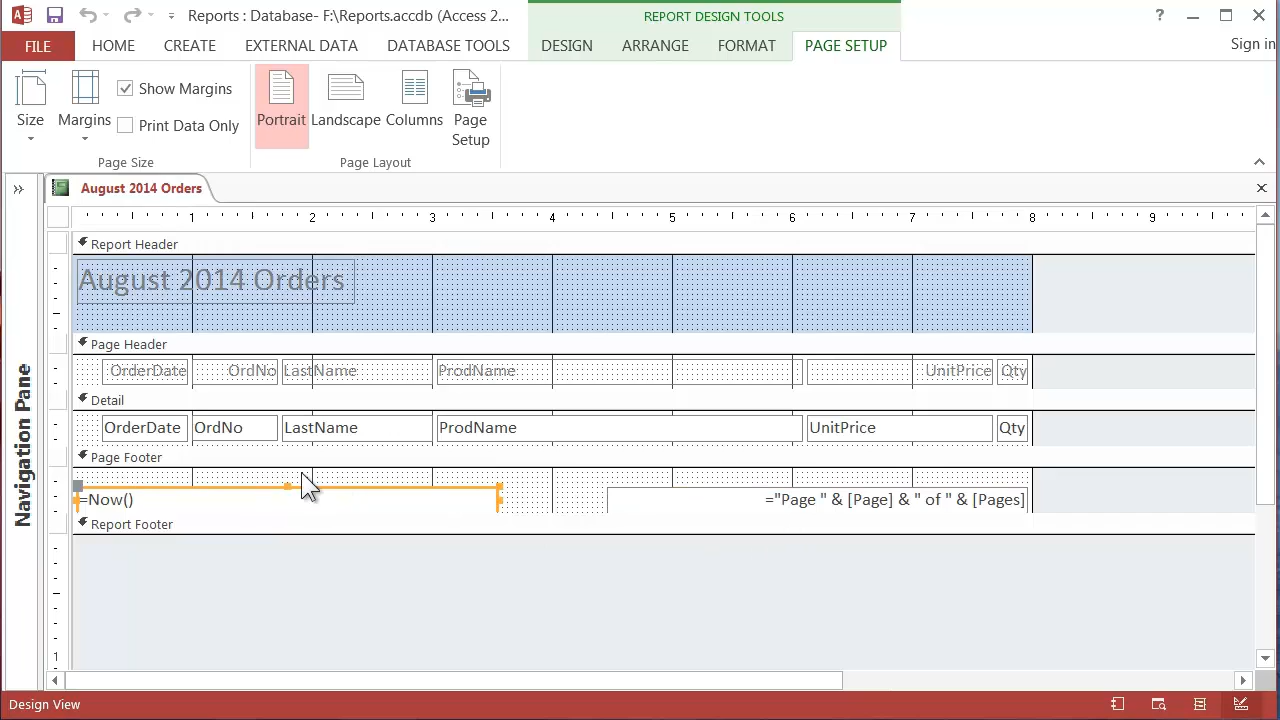 Reports : Database- F:\Reports.accdb (Access 2...
REPORT DESIGN TOOLS
?
FILE
HOME
CREATE
EXTERNAL DATA
DATABASE TOOLS
DESIGN
ARRANGE
FORMAT
PAGE SETUP
Sign in
Size
Margins
Show Margins
Print Data Only
Page Size
Portrait
Landscape
Columns
Page Setup
Page Layout
August 2014 Orders
1 2 3 4 5 6 7 8 9
Report Header
August 2014 Orders
Page Header
OrderDate OrdNo LastName ProdName UnitPrice Qty
Detail
OrderDate OrdNo LastName ProdName UnitPrice Qty
Page Footer
=Now() ="Page " & [Page] & " of " & [Pages]
Report Footer
1
Navigation Pane
Design View